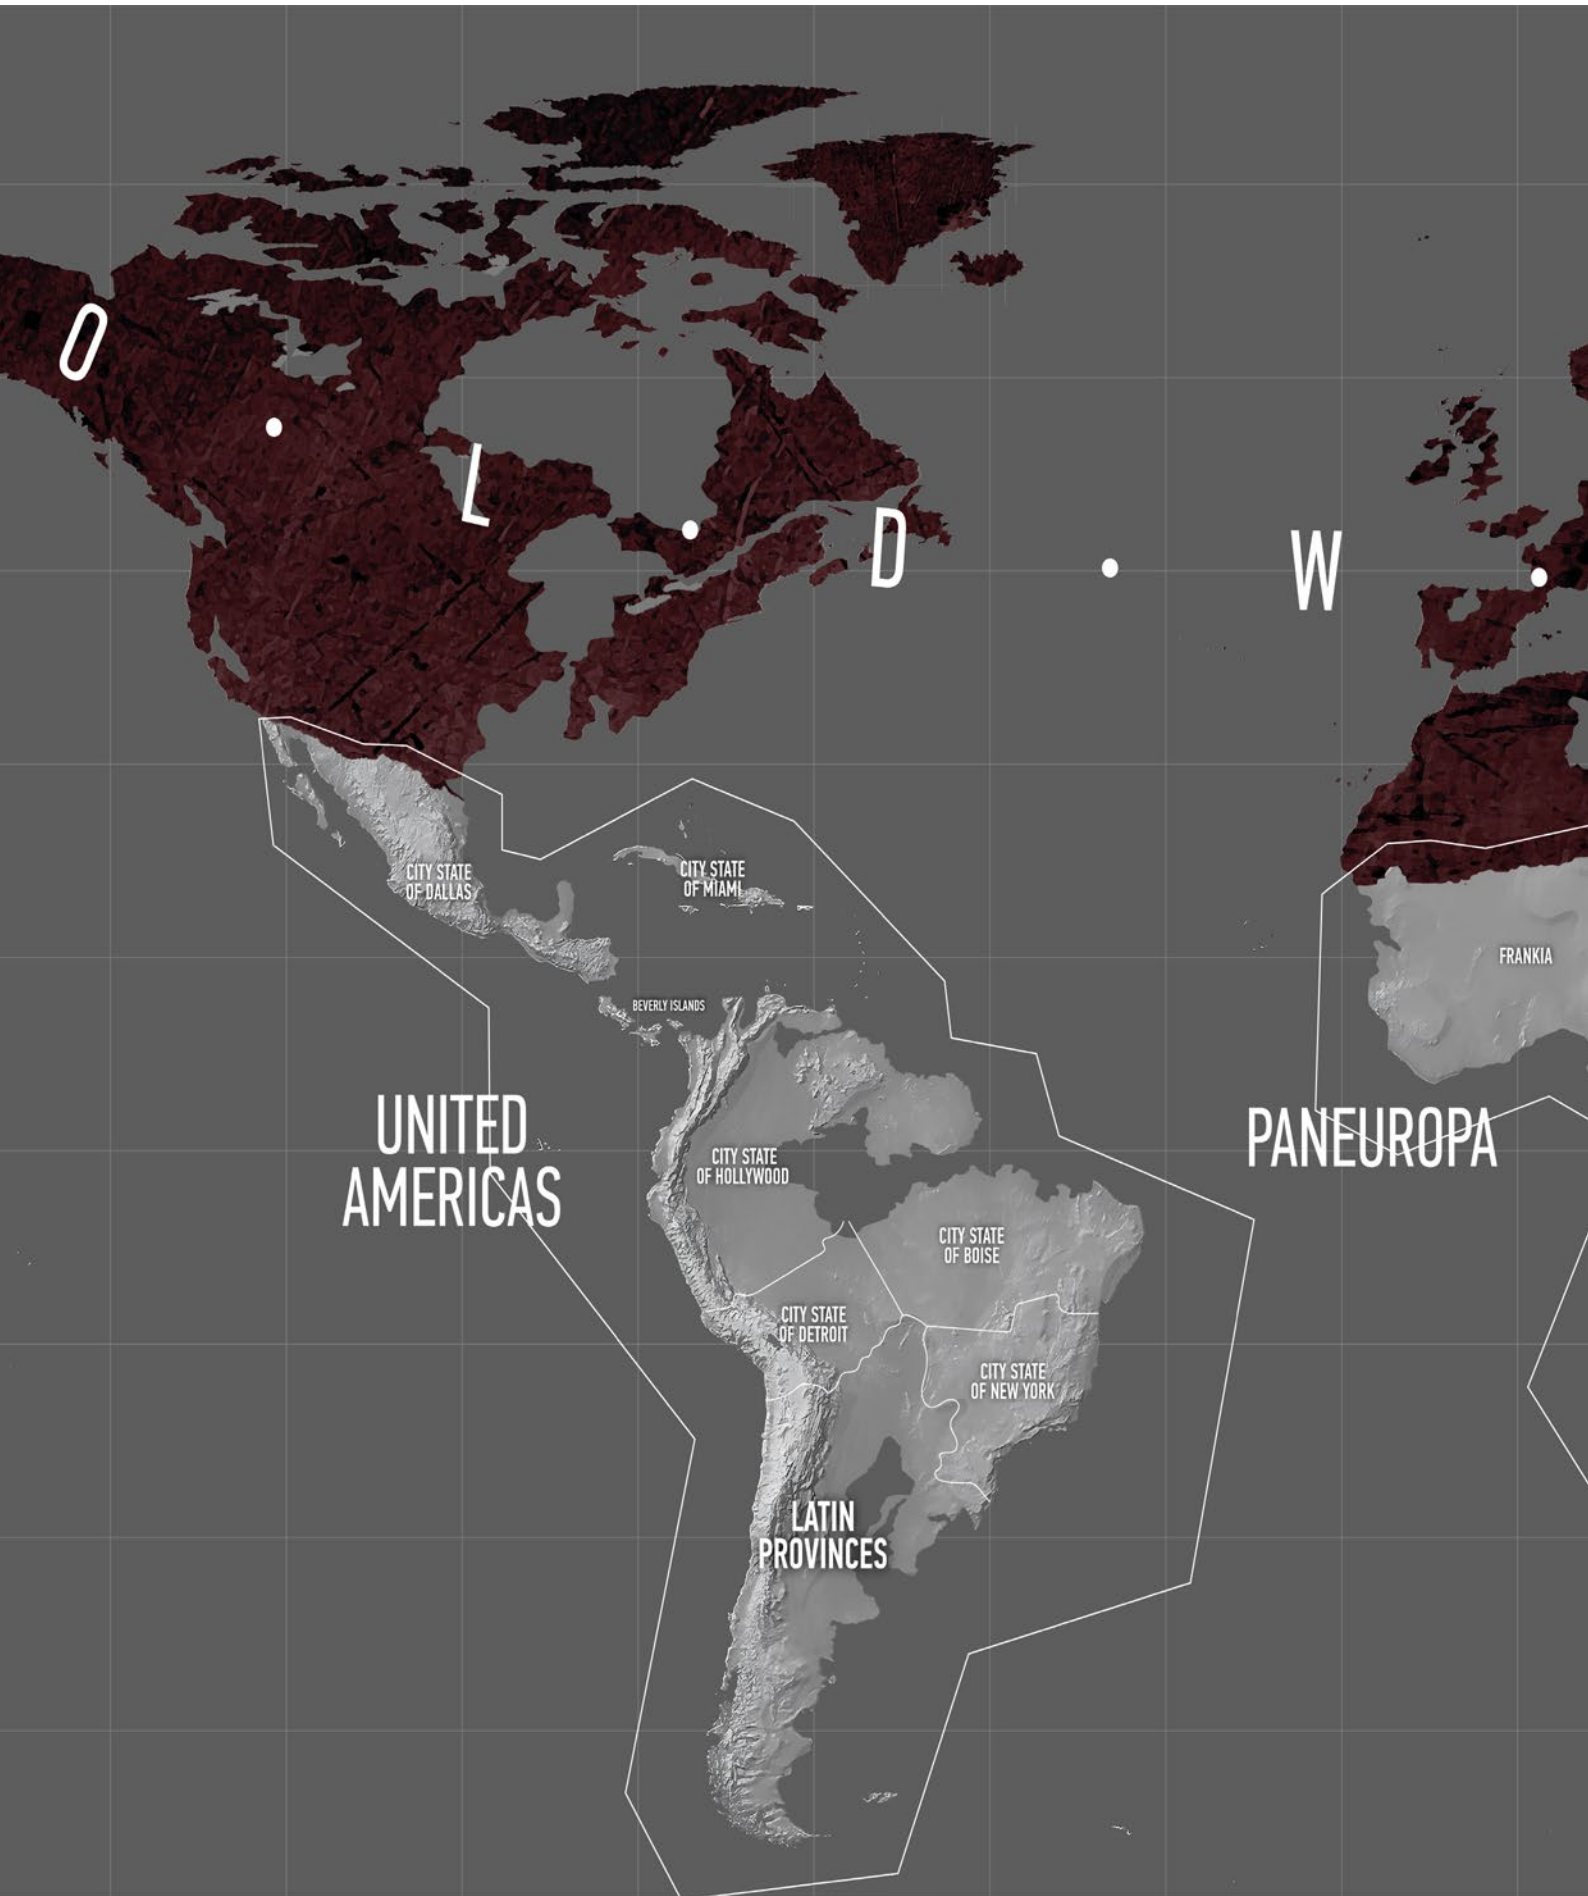 O L D W
CITY STATE
OF DALLAS
CITY STATE
OF MIAMI
FRANKIA
BEVERLY ISLANDS
UNITED
AMERICAS
PANEUROPA
CITY STATE
OF HOLLYWOOD
CITY STATE
OF BOISE
CITY STATE
OF DETROIT
CITY STATE
OF NEW YORK
LATIN
PROVINCES